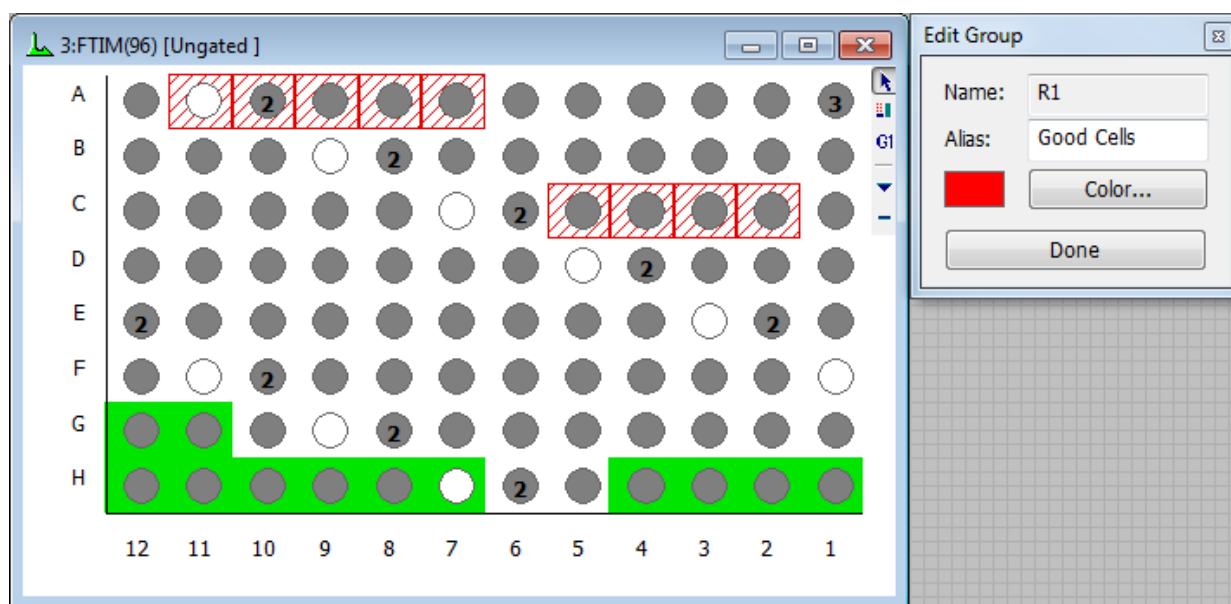 3:FTIM(96) [Ungated ]
A 2 3
B 2
C 2
D 2
E 2 2
F 2
G 2
H 2
12 11 10 9 8 7 6 5 4 3 2 1
G1
Edit Group
Name: R1
Alias: Good Cells
Color...
Done